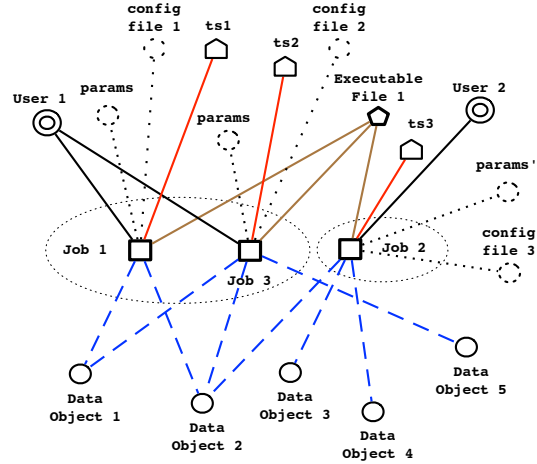 config
file 1
ts1
ts2
config
file 2
params
Executable
File 1
User 2
User 1
params
ts3
params'
config
file 3
Job 1
Job 2
Job 3
Data
Object 1
Data
Object 2
Data
Object 3
Data
Object 4
Data
Object 5